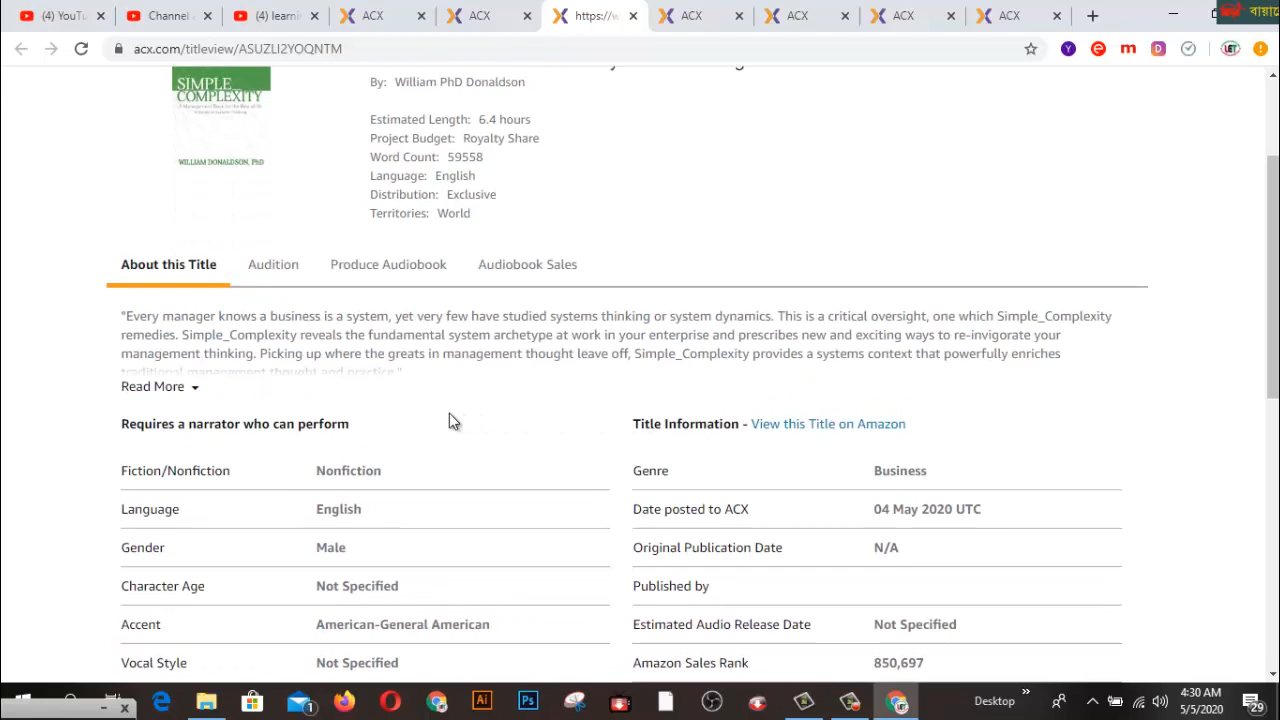 (4) YouT
Channel
(4) learnin
ACX
ACX
https://w
ACX
ACX
ACX
ACX
acx.com/titleview/ASUZLI2YOQNTM
SIMPLE_
COMPLEXITY
WILLIAM DONALDSON, PhD
By: William PhD Donaldson
Estimated Length: 6.4 hours
Project Budget: Royalty Share
Word Count: 59558
Language: English
Distribution: Exclusive
Territories: World
About this Title
Audition
Produce Audiobook
Audiobook Sales
"Every manager knows a business is a system, yet very few have studied systems thinking or system dynamics. This is a critical oversight, one which Simple_Complexity
remedies. Simple_Complexity reveals the fundamental system archetype at work in your enterprise and prescribes new and exciting ways to re-invigorate your
management thinking. Picking up where the greats in management thought leave off, Simple_Complexity provides a systems context that powerfully enriches
traditional management thought and practice."
Read More
Requires a narrator who can perform
Fiction/Nonfiction Nonfiction
Language English
Gender Male
Character Age Not Specified
Accent American-General American
Vocal Style Not Specified
Title Information - View this Title on Amazon
Genre Business
Date posted to ACX 04 May 2020 UTC
Original Publication Date N/A
Published by
Estimated Audio Release Date Not Specified
Amazon Sales Rank 850,697
Desktop
4:30 AM
5/5/2020
29